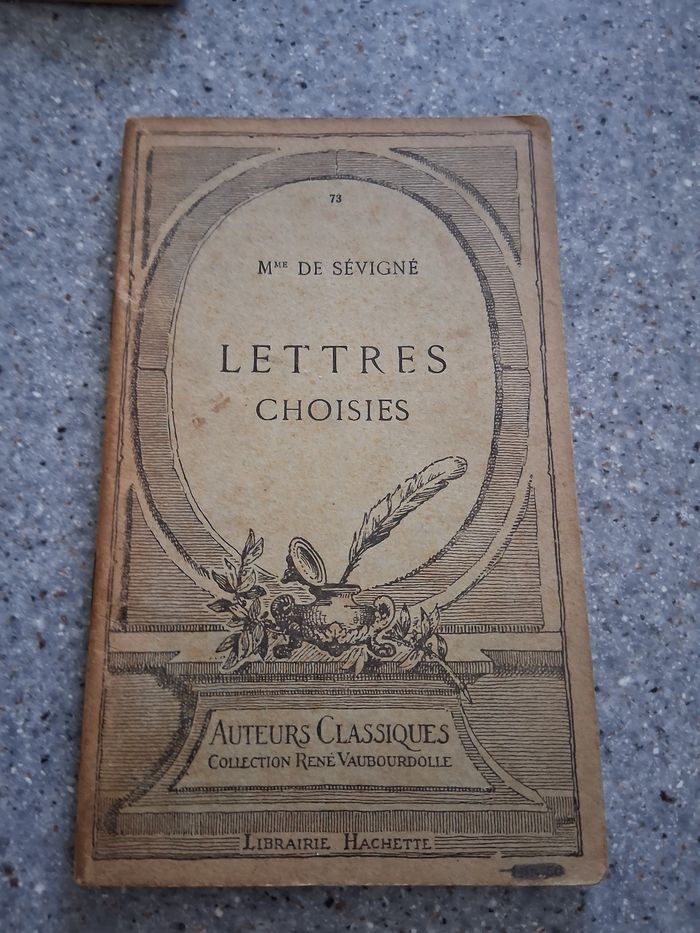 73
Mme DE SÉVIGNÉ
LETTRES
CHOISIES
AUTEURS CLASSIQUES
COLLECTION RENÉ VAUBOURDOLLE
LIBRAIRIE HACHETTE